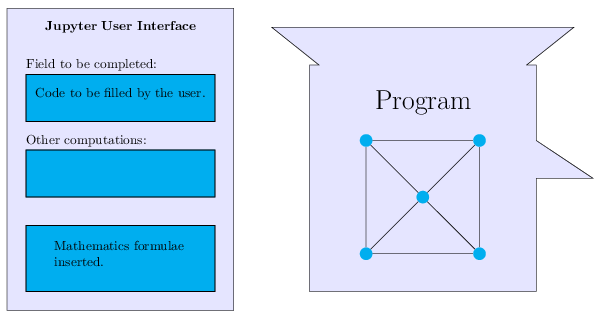 Jupyter User Interface
Field to be completed:
Code to be filled by the user.
Other computations:
Mathematics formulae
inserted.
Program